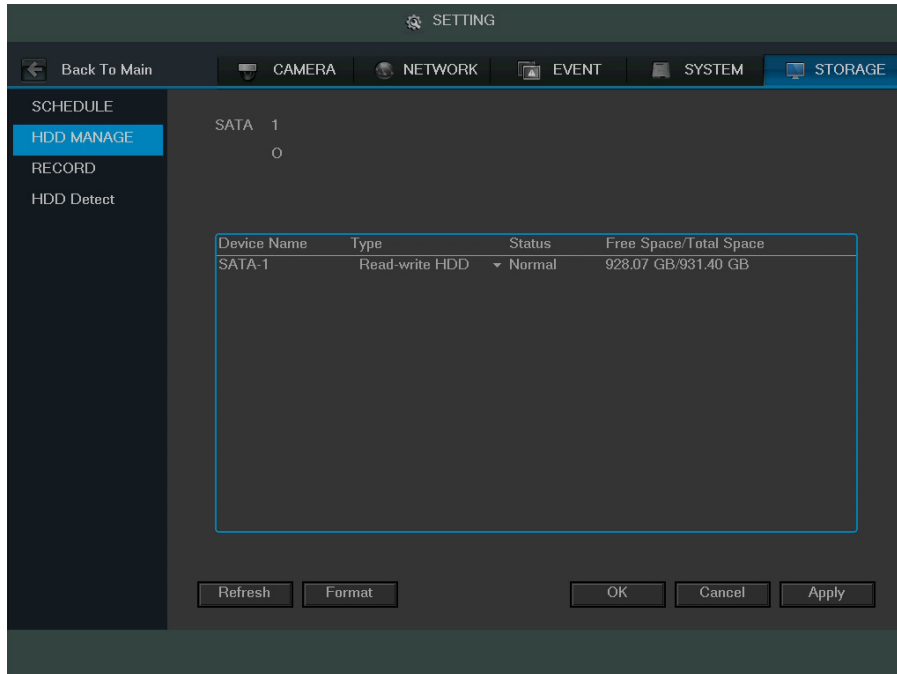 SETTING
Back To Main CAMERA NETWORK EVENT SYSTEM STORAGE
SCHEDULE
HDD MANAGE
RECORD
HDD Detect
SATA 1
O
Device Name Type Status Free Space/Total Space
SATA-1 Read-write HDD Normal 928.07 GB/931.40 GB
Refresh Format OK Cancel Apply